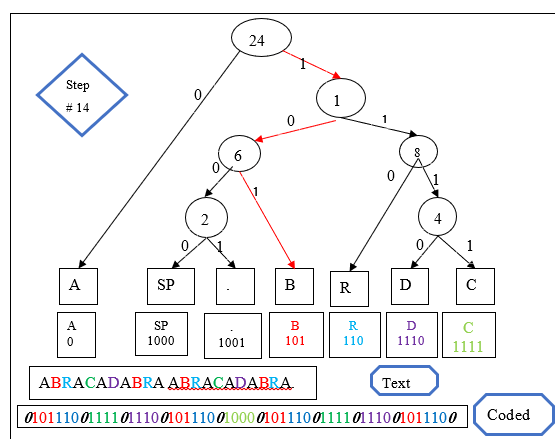 24
Step
# 14
0
1
1
0
1
6
8
0
1
0
1
2
4
0
1
0
1
A
SP
.
B
R
D
C
A
0
SP
1000
.
1001
B
101
R
110
D
1110
C
1111
ABRACADABRA ABRACADABRA
Text
010111001111011100101110010000101110011110111001011100
Coded